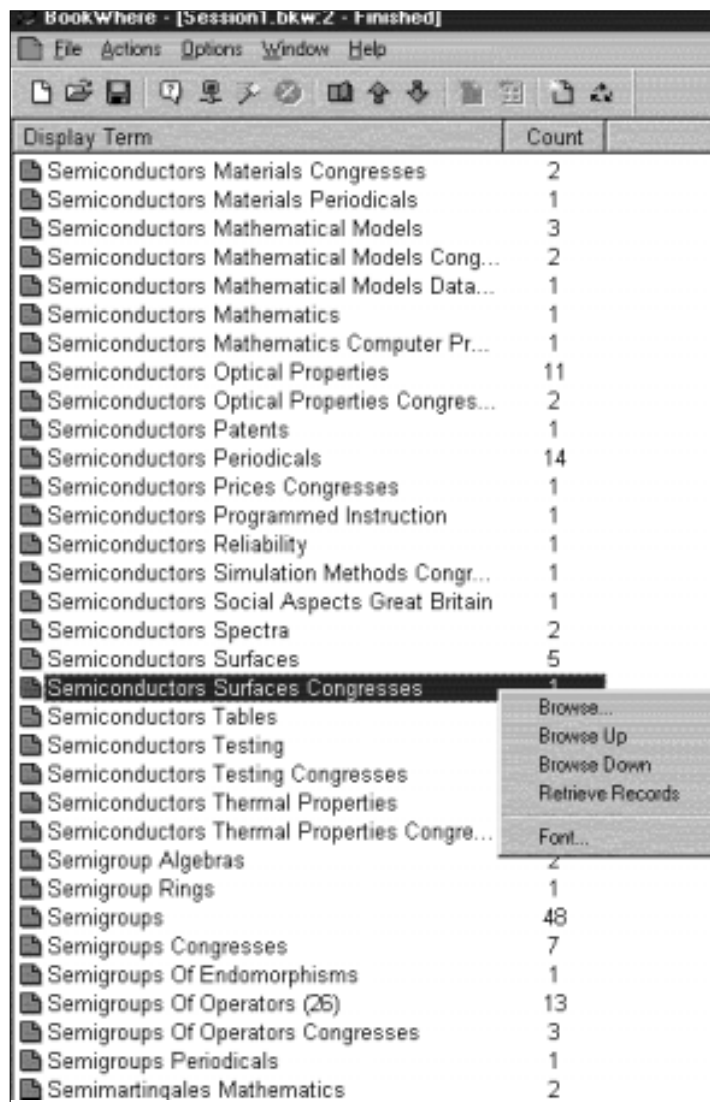 BookWhere - [Session1.bkw:2 - Finished]
File Actions Options Window Help
Display Term Count
Semiconductors Materials Congresses 2
Semiconductors Materials Periodicals 1
Semiconductors Mathematical Models 3
Semiconductors Mathematical Models Cong... 2
Semiconductors Mathematical Models Data... 1
Semiconductors Mathematics 1
Semiconductors Mathematics Computer Pr... 1
Semiconductors Optical Properties 11
Semiconductors Optical Properties Congres... 2
Semiconductors Patents 1
Semiconductors Periodicals 14
Semiconductors Prices Congresses 1
Semiconductors Programmed Instruction 1
Semiconductors Reliability 1
Semiconductors Simulation Methods Congr... 1
Semiconductors Social Aspects Great Britain 1
Semiconductors Spectra 2
Semiconductors Surfaces 5
Semiconductors Surfaces Congresses 1
Semiconductors Tables
Semiconductors Testing
Semiconductors Testing Congresses
Semiconductors Thermal Properties
Semiconductors Thermal Properties Congre...
Browse...
Browse Up
Browse Down
Retrieve Records
Font...
Semigroup Algebras 2
Semigroup Rings 1
Semigroups 48
Semigroups Congresses 7
Semigroups Of Endomorphisms 1
Semigroups Of Operators (26) 13
Semigroups Of Operators Congresses 3
Semigroups Periodicals 1
Semimartingales Mathematics 2